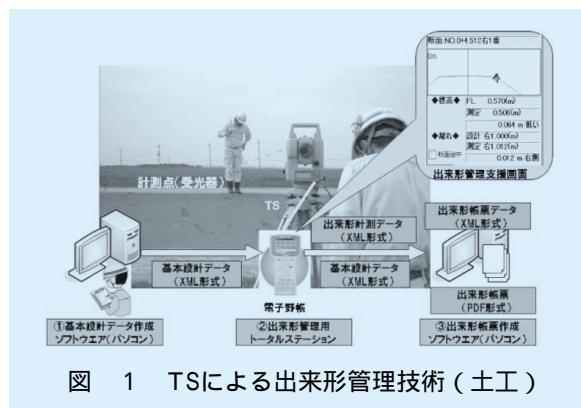 断面:NO.0+4.512右1番
0m
◆標高◆ FL 0.570(m)
測定 0.506(m)
0.064 m 低い
◆離れ◆ 設計 右1.000(m)
測定 右1.012(m)
0.012 m 右側
出来形管理支援画面
計測点(受光器)
TS
出来形計測データ
(XML形式)
出来形帳票データ
(XML形式)
基本設計データ
(XML形式)
基本設計データ
(XML形式)
電子野帳
出来形帳票
(PDF形式)
①基本設計データ作成
ソフトウエア(パソコン)
②出来形管理用
トータルステーション
③出来形帳票作成
ソフトウエア(パソコン)
図 1 TSによる出来形管理技術(土工)